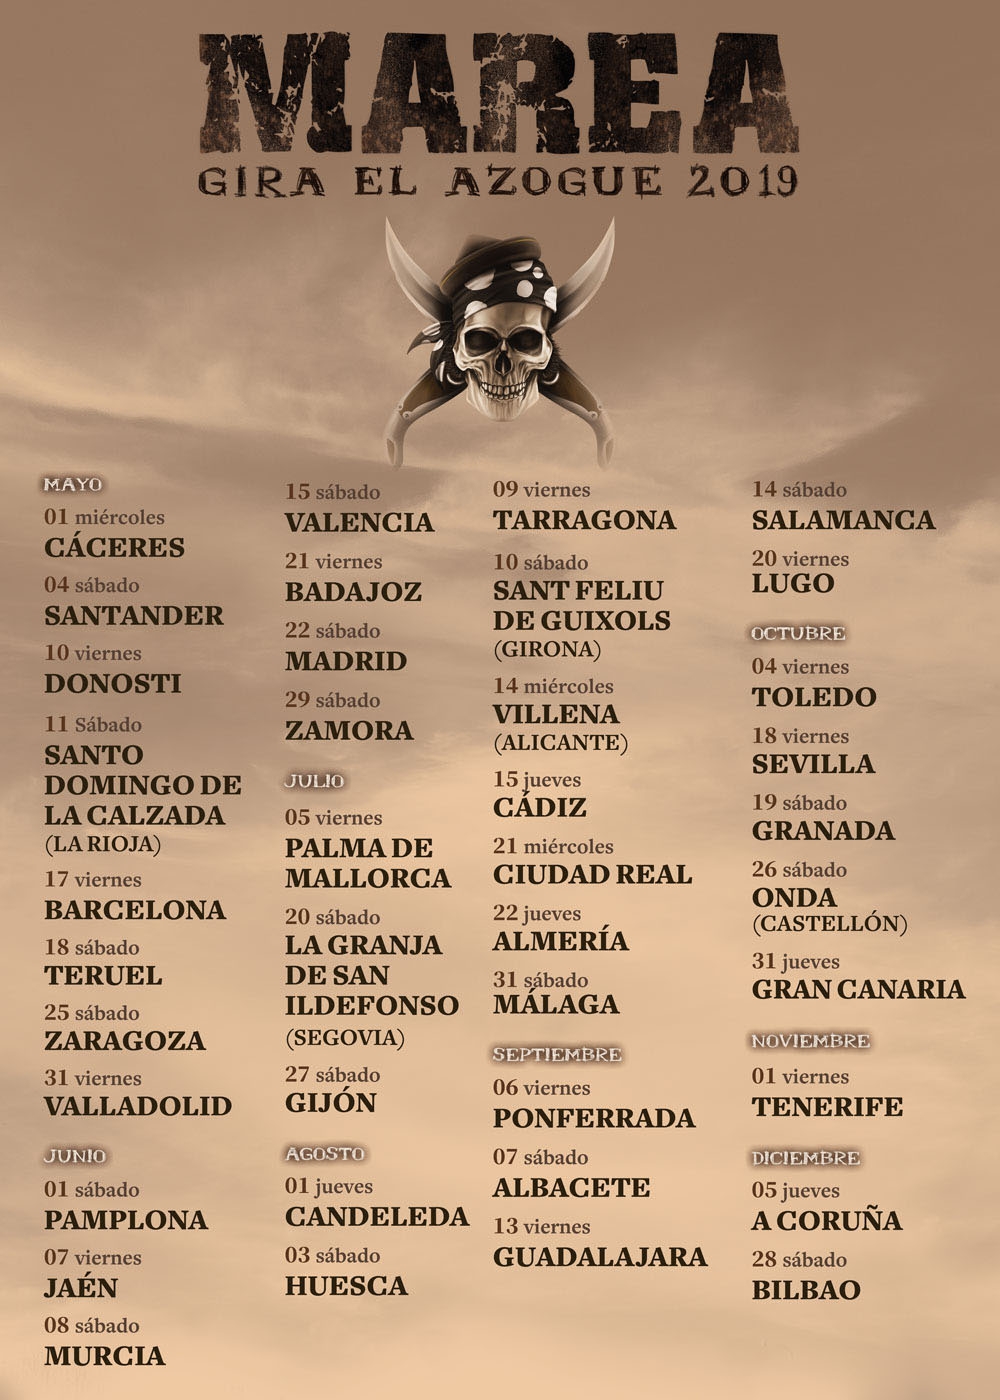 MAREA
GIRA EL AZOGUE 2019
MAYO
01 miércoles
CÁCERES
04 sábado
SANTANDER
10 viernes
DONOSTI
11 Sábado
SANTO
DOMINGO DE
LA CALZADA
(LA RIOJA)
17 viernes
BARCELONA
18 sábado
TERUEL
25 sábado
ZARAGOZA
31 viernes
VALLADOLID
JUNIO
01 sábado
PAMPLONA
07 viernes
JAÉN
08 sábado
MURCIA
15 sábado
VALENCIA
21 viernes
BADAJOZ
22 sábado
MADRID
29 sábado
ZAMORA
JULIO
05 viernes
PALMA DE
MALLORCA
20 sábado
LA GRANJA
DE SAN
ILDEFONSO
(SEGOVIA)
27 sábado
GIJÓN
AGOSTO
01 jueves
CANDELEDA
03 sábado
HUESCA
09 viernes
TARRAGONA
10 sábado
SANT FELIU
DE GUIXOLS
(GIRONA)
14 miércoles
VILLENA
(ALICANTE)
15 jueves
CÁDIZ
21 miércoles
CIUDAD REAL
22 jueves
ALMERÍA
31 sábado
MÁLAGA
SEPTIEMBRE
06 viernes
PONFERRADA
07 sábado
ALBACETE
13 viernes
GUADALAJARA
14 sábado
SALAMANCA
20 viernes
LUGO
OCTUBRE
04 viernes
TOLEDO
18 viernes
SEVILLA
19 sábado
GRANADA
26 sábado
ONDA
(CASTELLÓN)
31 jueves
GRAN CANARIA
NOVIEMBRE
01 viernes
TENERIFE
DICIEMBRE
05 jueves
A CORUÑA
28 sábado
BILBAO